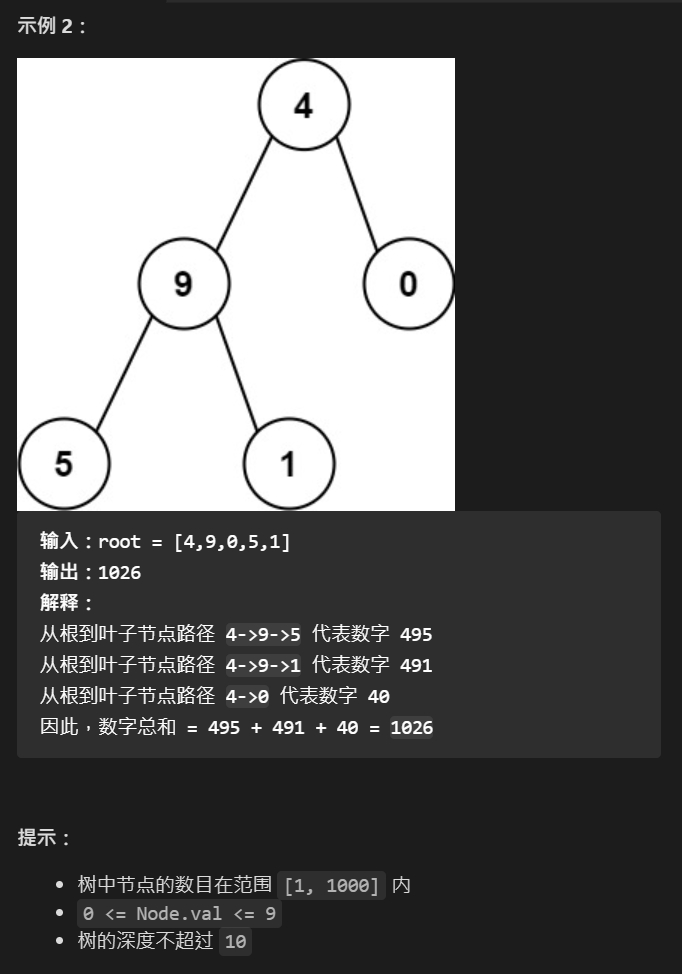 示例 2：
4
9
0
5
1
输入：root = [4,9,0,5,1]
输出：1026
解释：
从根到叶子节点路径 4->9->5 代表数字 495
从根到叶子节点路径 4->9->1 代表数字 491
从根到叶子节点路径 4->0 代表数字 40
因此，数字总和 = 495 + 491 + 40 = 1026
提示：
树中节点的数目在范围 [1, 1000] 内
0 <= Node.val <= 9
树的深度不超过 10